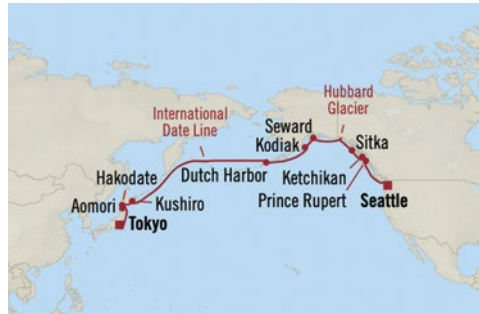 Hubbard
Glacier
International
Date Line
Seward
Kodiak
Sitka
Hakodate
Dutch Harbor
Ketchikan
Aomori
Kushiro
Prince Rupert
Seattle
Tokyo